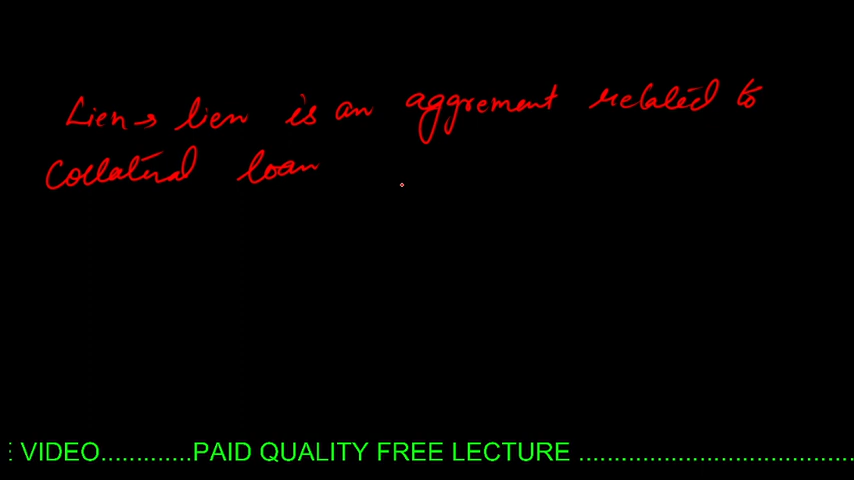 Lien → lien is an aggrement related to
Collateral loan
VIDEO.............PAID QUALITY FREE LECTURE .......................................